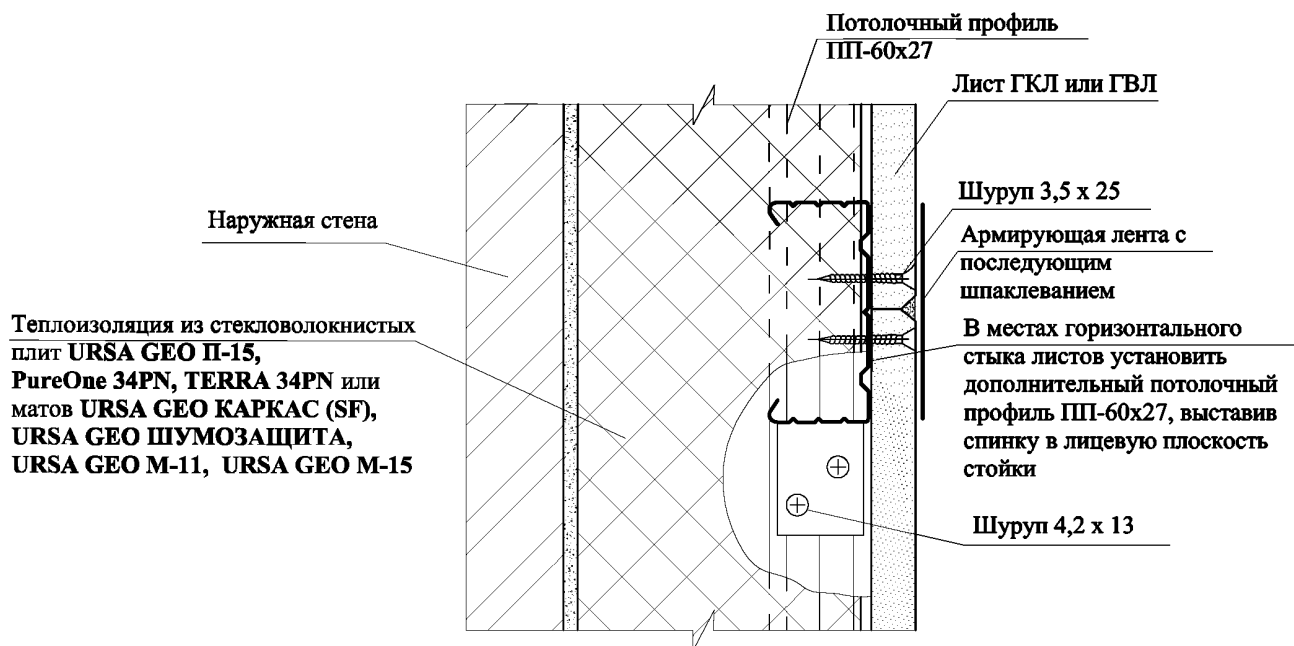 Потолочный профиль
ПП-60х27
Лист ГКЛ или ГВЛ
Шуруп 3,5 х 25
Наружная стена
Армирующая лента с
последующим
шпаклеванием
Теплоизоляция из стекловолокнистых
плит URSA GEO П-15,
PureOne 34PN, TERRA 34PN или
матов URSA GEO КАРКАС (SF),
URSA GEO ШУМОЗАЩИТА,
URSA GEO М-11, URSA GEO М-15
В местах горизонтального
стыка листов установить
дополнительный потолочный
профиль ПП-60х27, выставив
спинку в лицевую плоскость
стойки
Шуруп 4,2 х 13